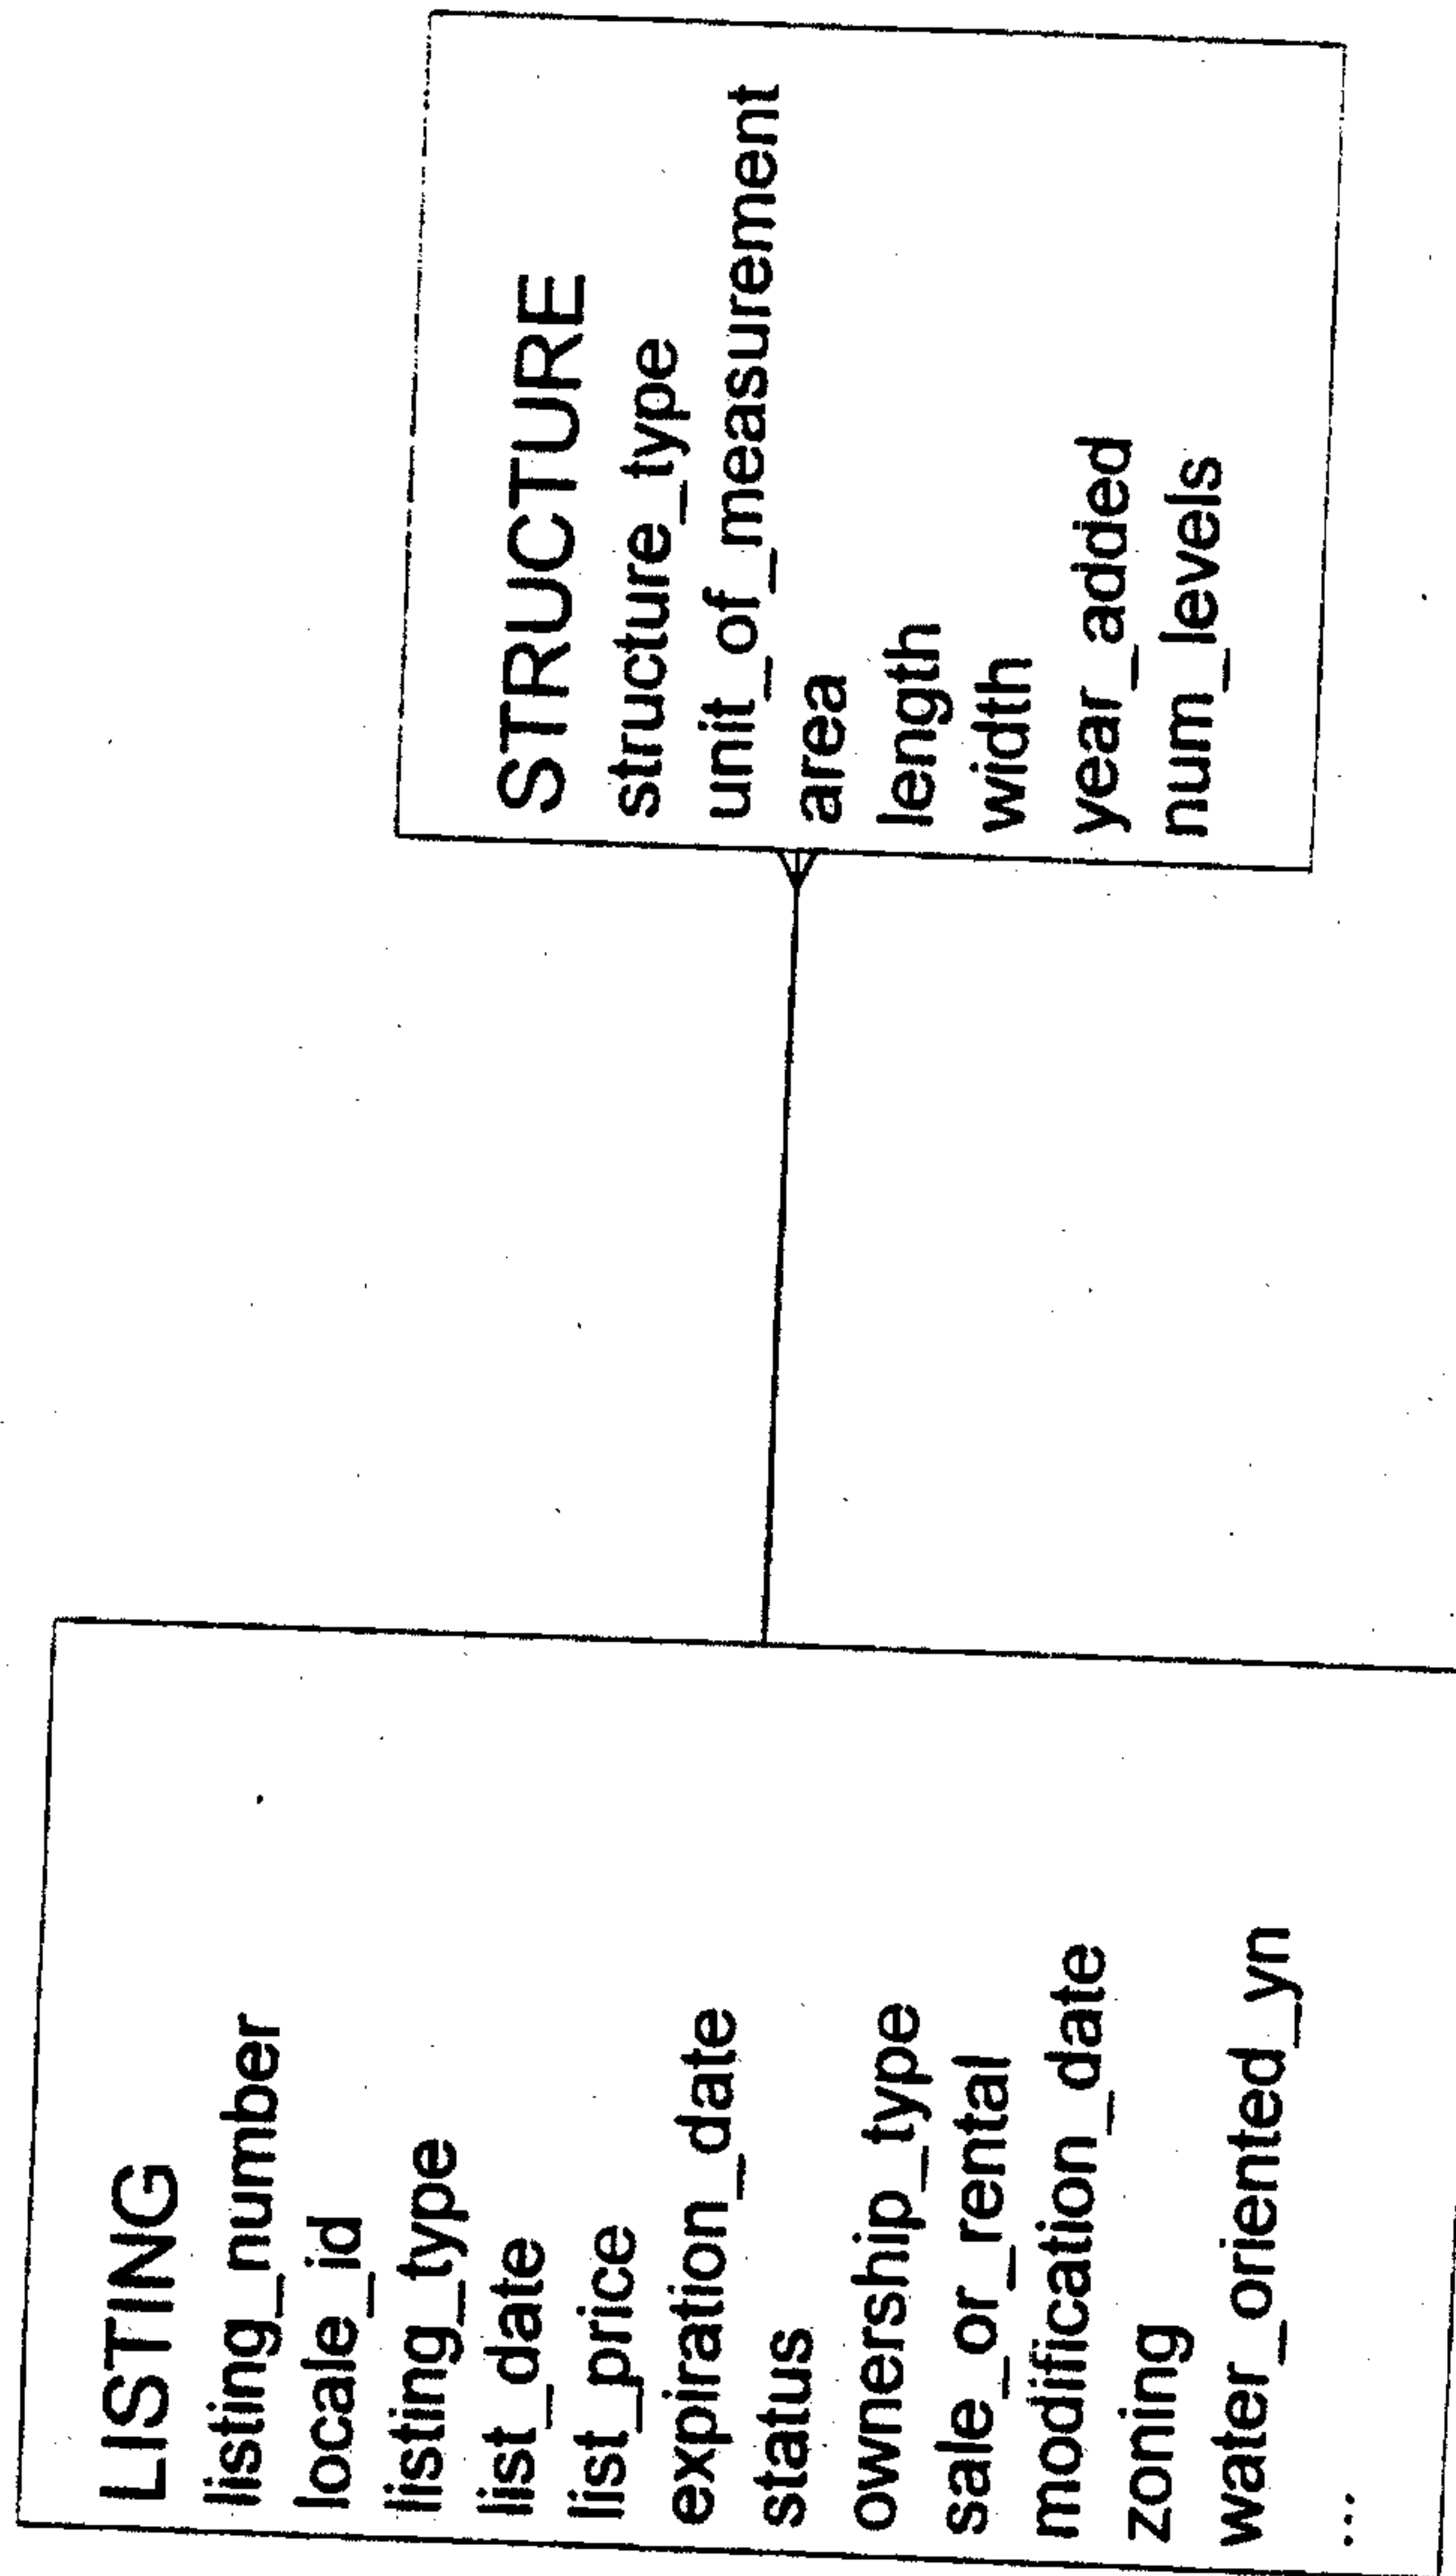 LISTING
listing_number
locale_id
listing_type
list_date
list_price
expiration_date
status
ownership_type
sale_or_rental
modification_date
zoning
water_oriented_yn
...
STRUCTURE
structure_type
unit_of_measurement
area
length
width
year_added
num_levels